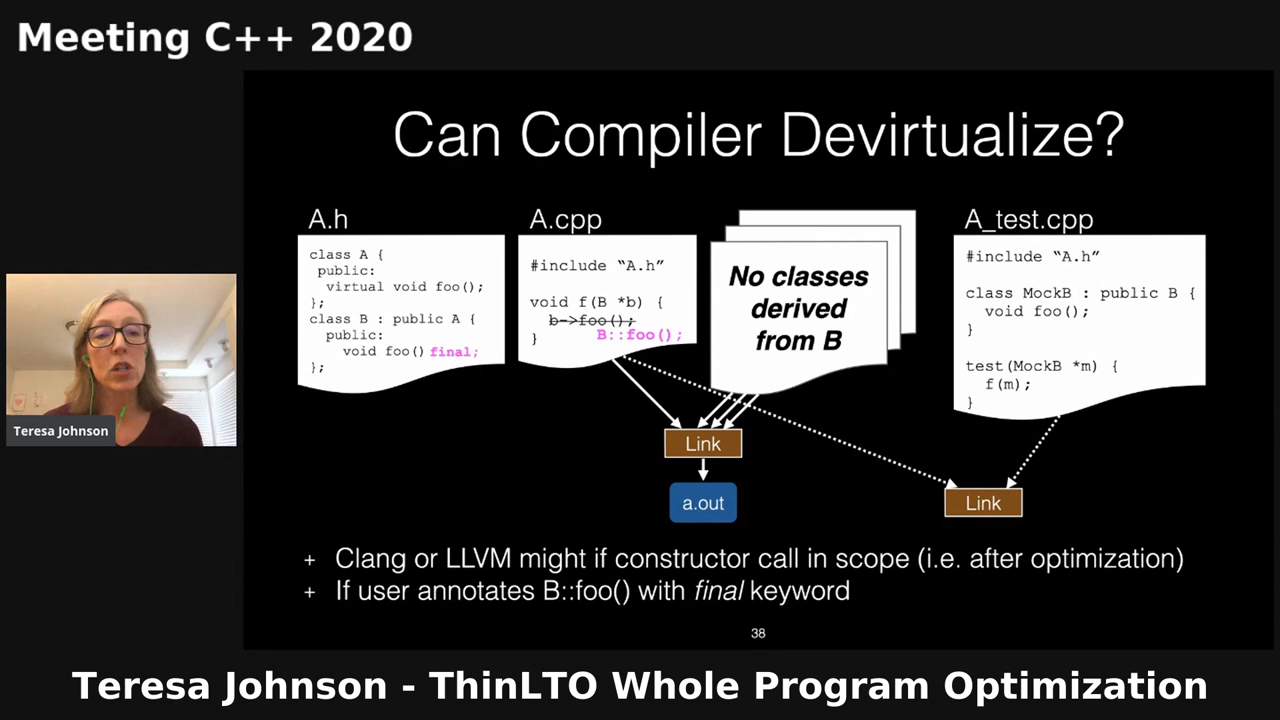 Meeting C++ 2020
Can Compiler Devirtualize?
A.h
class A {
public:
virtual void foo();
};
class B : public A {
public:
void foo() final;
};
A.cpp
#include “A.h”
void f(B *b) {
b->foo();
B::foo();
}
No classes
derived
from B
A_test.cpp
#include “A.h”
class MockB : public B {
void foo();
}
test(MockB *m) {
f(m);
}
Link
a.out
Link
+ Clang or LLVM might if constructor call in scope (i.e. after optimization)
+ If user annotates B::foo() with final keyword
38
Teresa Johnson
Teresa Johnson - ThinLTO Whole Program Optimization